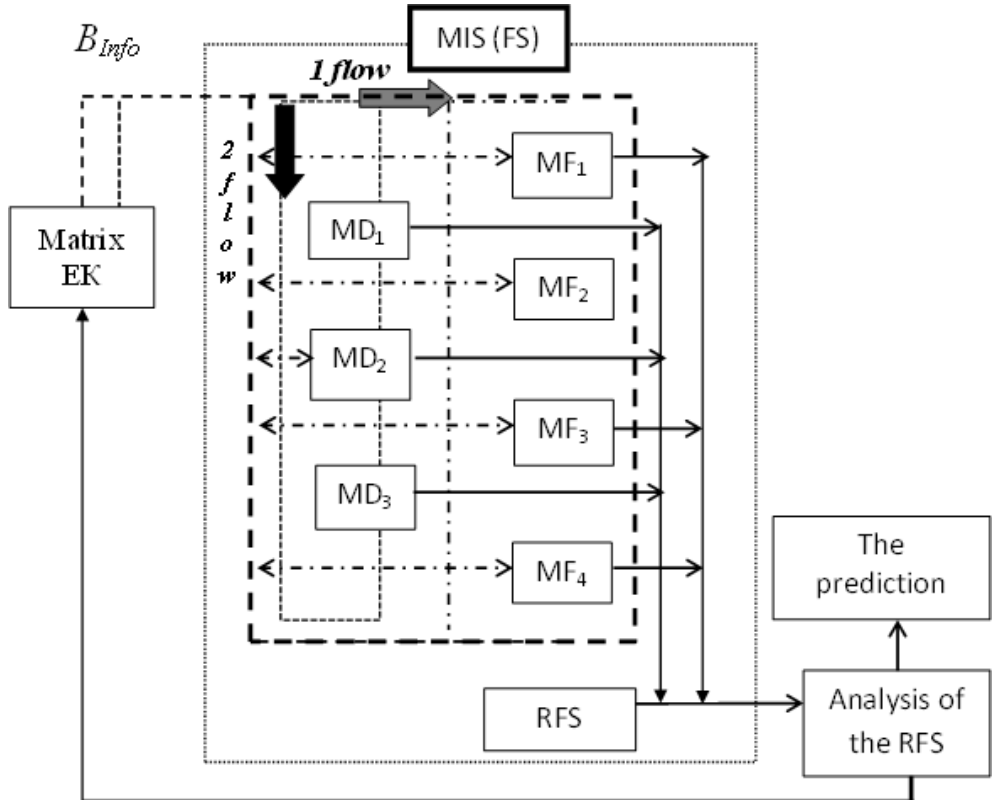 B_Info
MIS (FS)
1 flow
2 flow
Matrix
EK
MF₁
MD₁
MF₂
MD₂
MF₃
MD₃
MF₄
The
prediction
RFS
Analysis of
the RFS